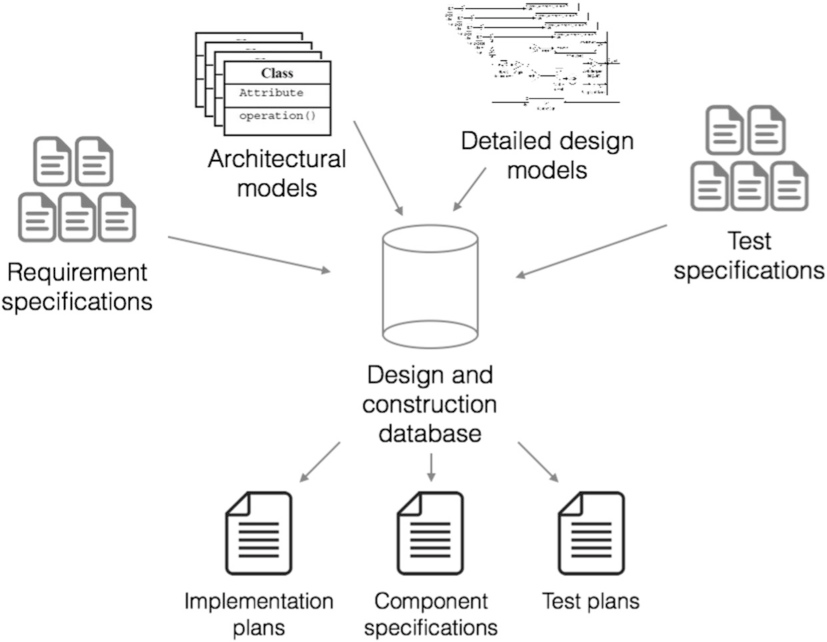 Class
Attribute
operation()
Architectural
models
Detailed design
models
Requirement
specifications
Test
specifications
Design and
construction
database
Implementation
plans
Component
specifications
Test plans